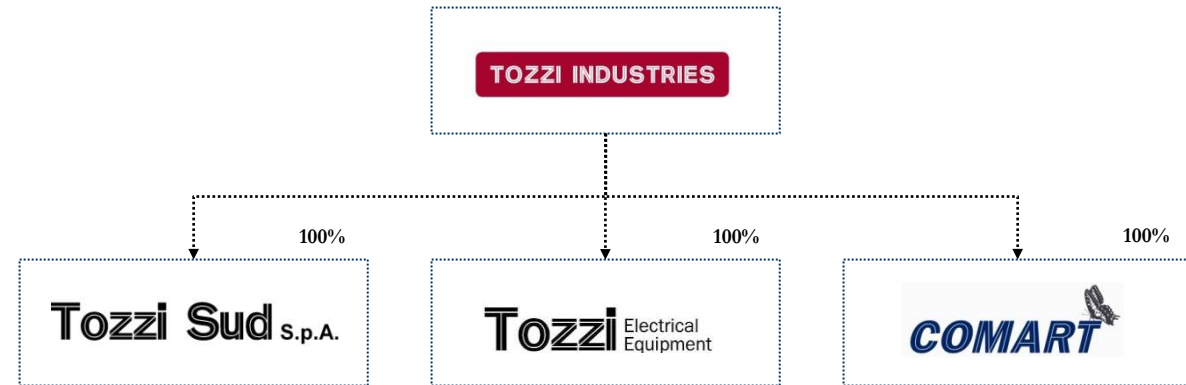 TOZZI INDUSTRIES
100%
100%
100%
Tozzi Sud S.p.A.
Tozzi Electrical
Equipment
COMART